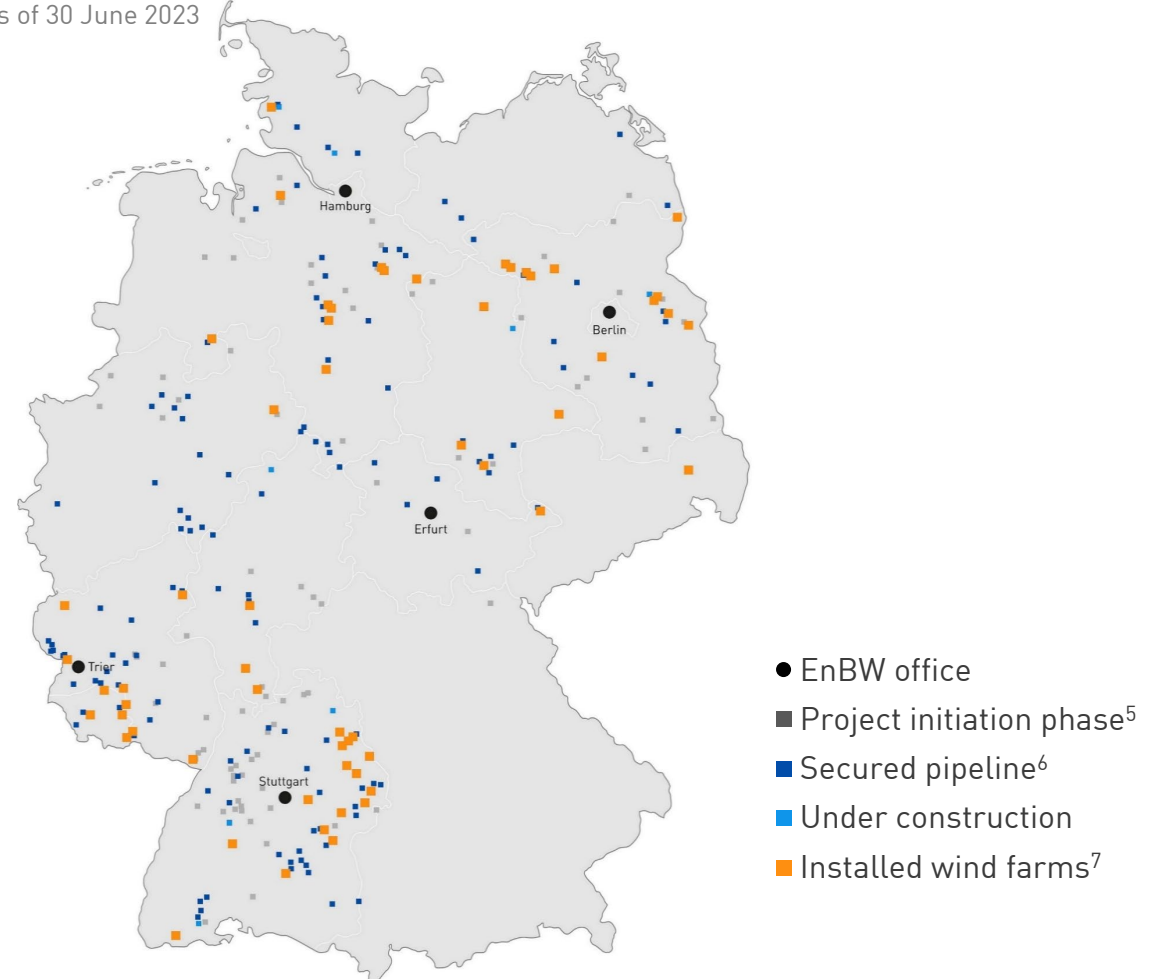 s of 30 June 2023
Hamburg
Berlin
Erfurt
Trier
Stuttgart
EnBW office
Project initiation phase⁵
Secured pipeline⁶
Under construction
Installed wind farms⁷